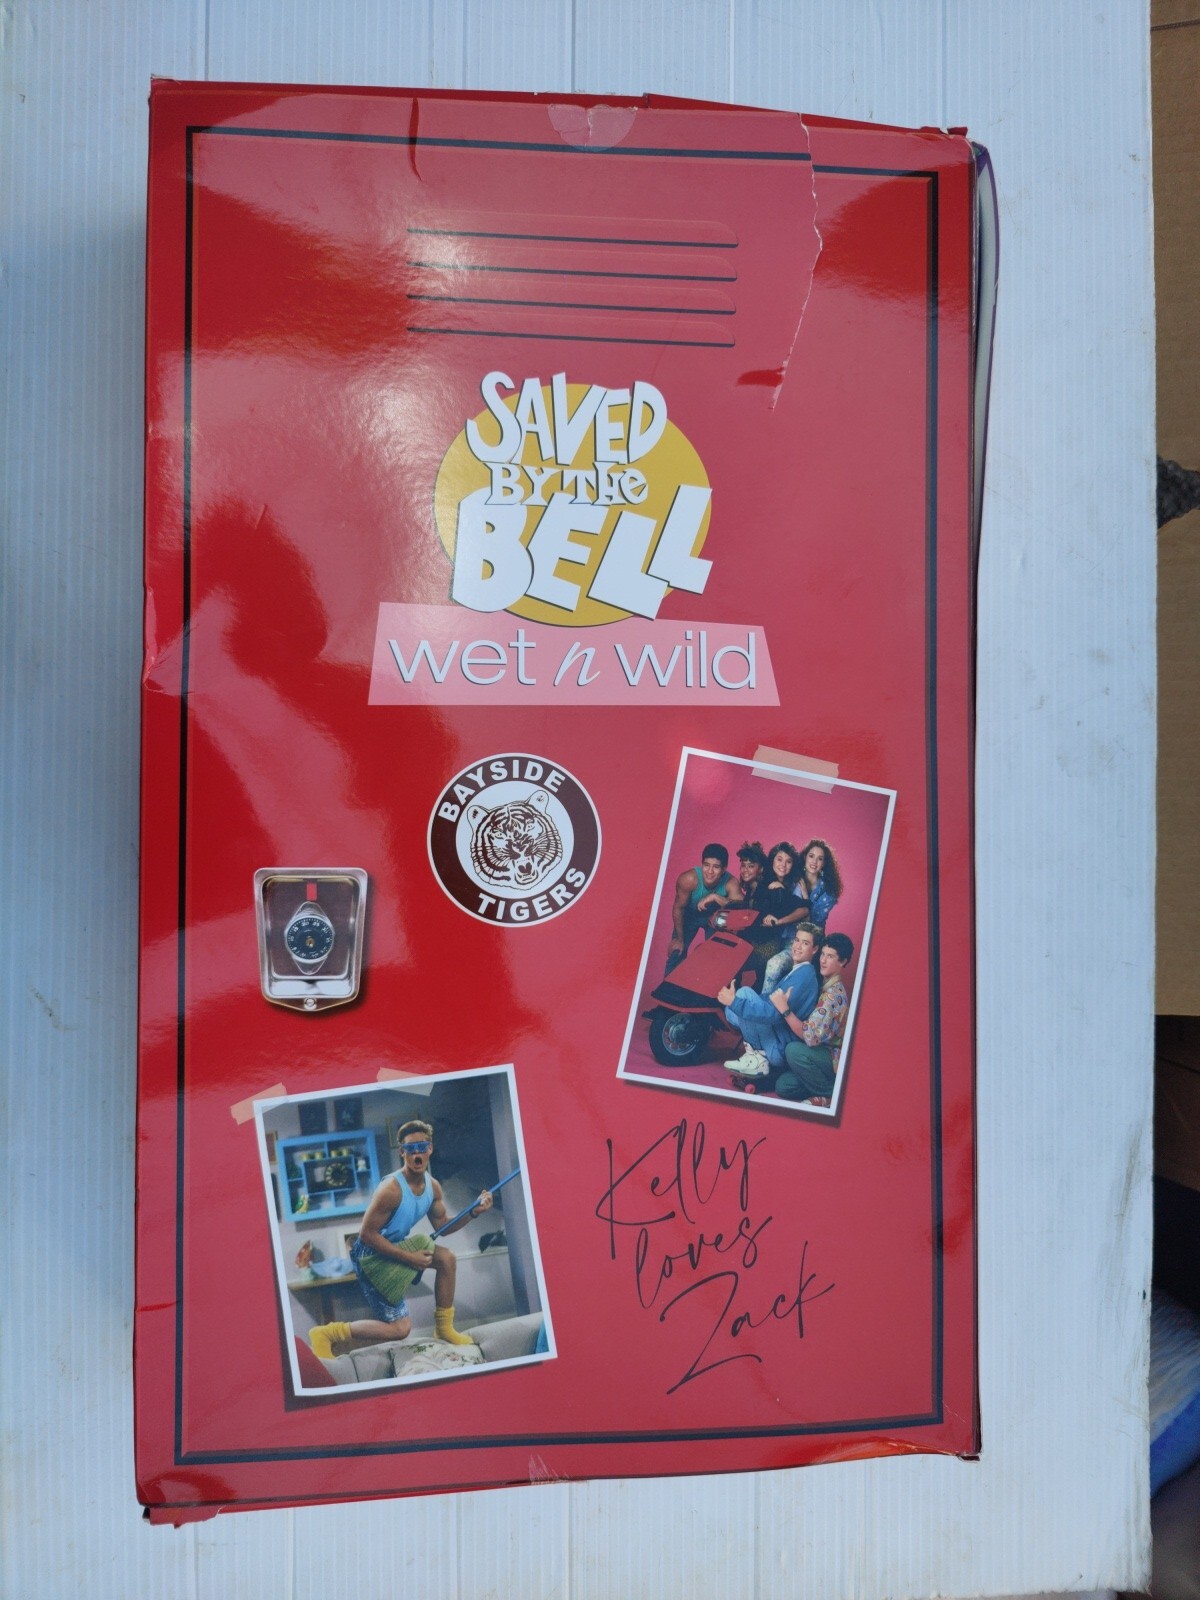 SAVED
BY THE
BELL
wet n wild
BAYSIDE
TIGERS
Kelly
loves
Zack